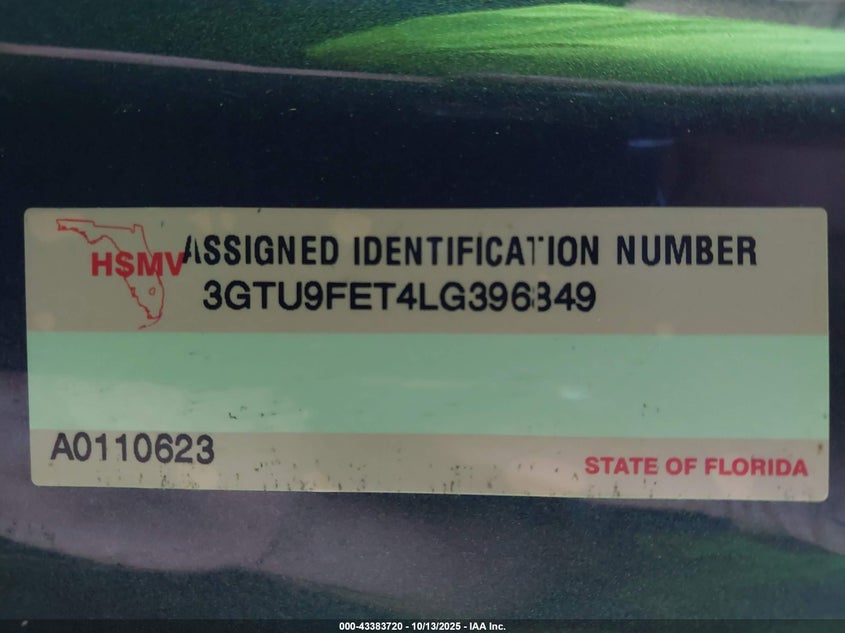 ASSIGNED IDENTIFICATION NUMBER
HSMV
3GTU9FET4LG396849
A0110623
STATE OF FLORIDA
000-43383720 - 10/13/2025 - IAA Inc.